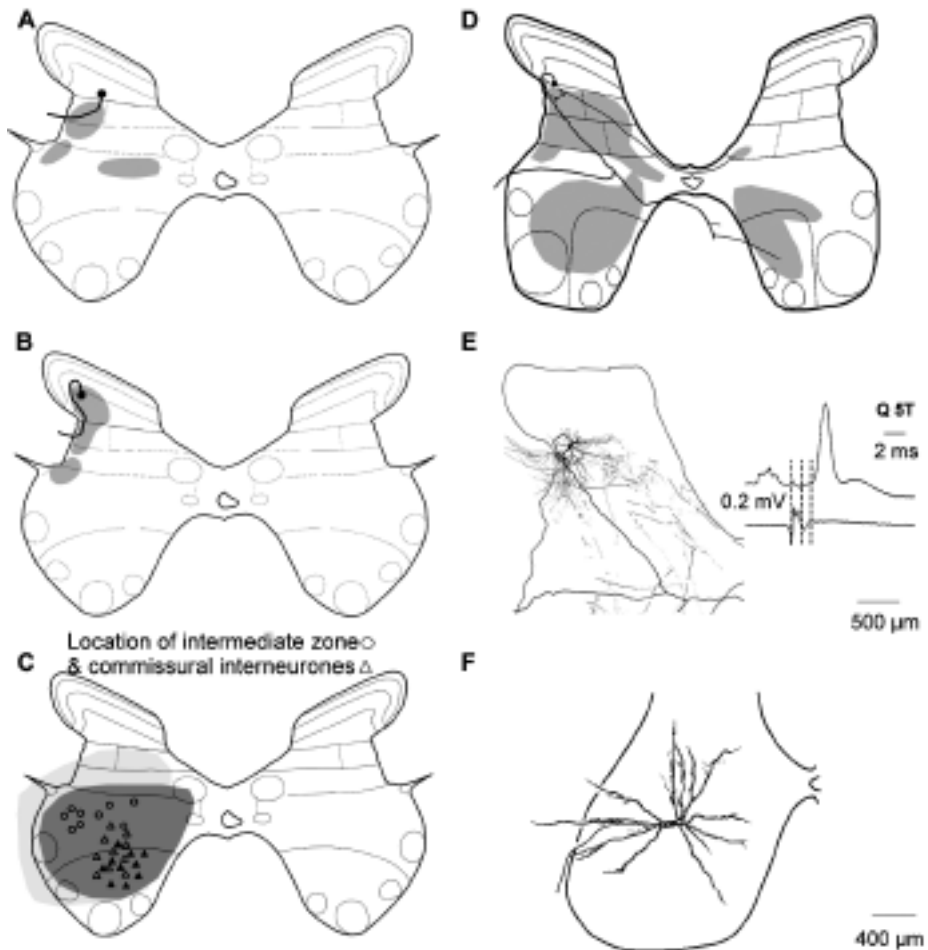 A
D
B
E
Q 5T
2 ms
0.2 mV
500 µm
Location of intermediate zone○
C & commissural interneurones△
F
400 µm